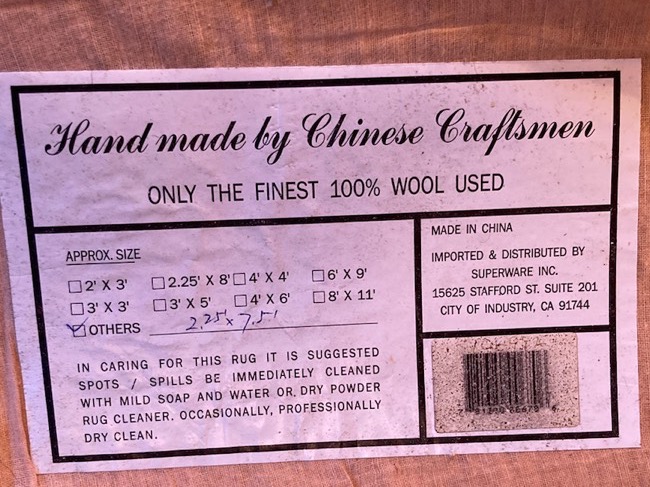 Hand made by Chinese Craftsmen
ONLY THE FINEST 100% WOOL USED
APPROX. SIZE
2' X 3' 2.25' X 8' 4' X 4' 6' X 9'
3' X 3' 3' X 5' 4' X 6' 8' X 11'
OTHERS 2.25' x 7.5'
IN CARING FOR THIS RUG IT IS SUGGESTED
SPOTS / SPILLS BE IMMEDIATELY CLEANED
WITH MILD SOAP AND WATER OR, DRY POWDER
RUG CLEANER. OCCASIONALLY, PROFESSIONALLY
DRY CLEAN.
MADE IN CHINA
IMPORTED & DISTRIBUTED BY
SUPERWARE INC.
15625 STAFFORD ST. SUITE 201
CITY OF INDUSTRY, CA 91744